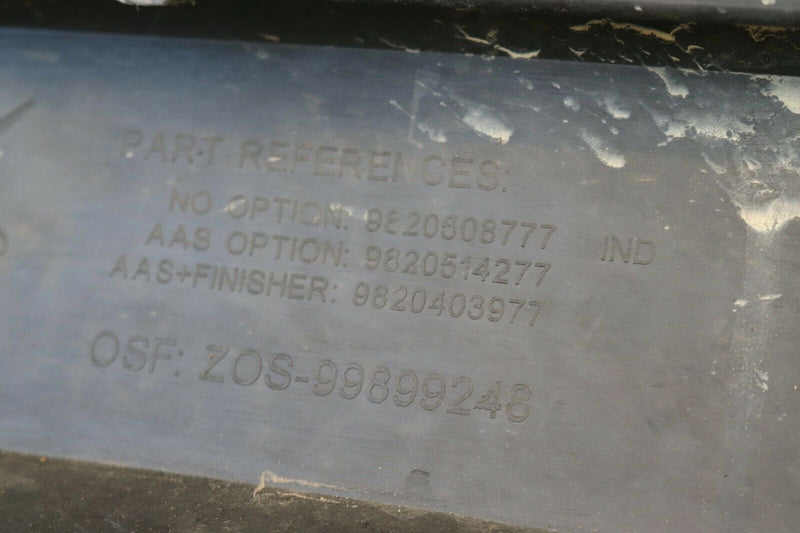 PART REFERENCES:
NO OPTION: 9820508777 IND
AAS OPTION: 9820514277
AAS+FINISHER: 9820403977
OSF: ZOS-99899248